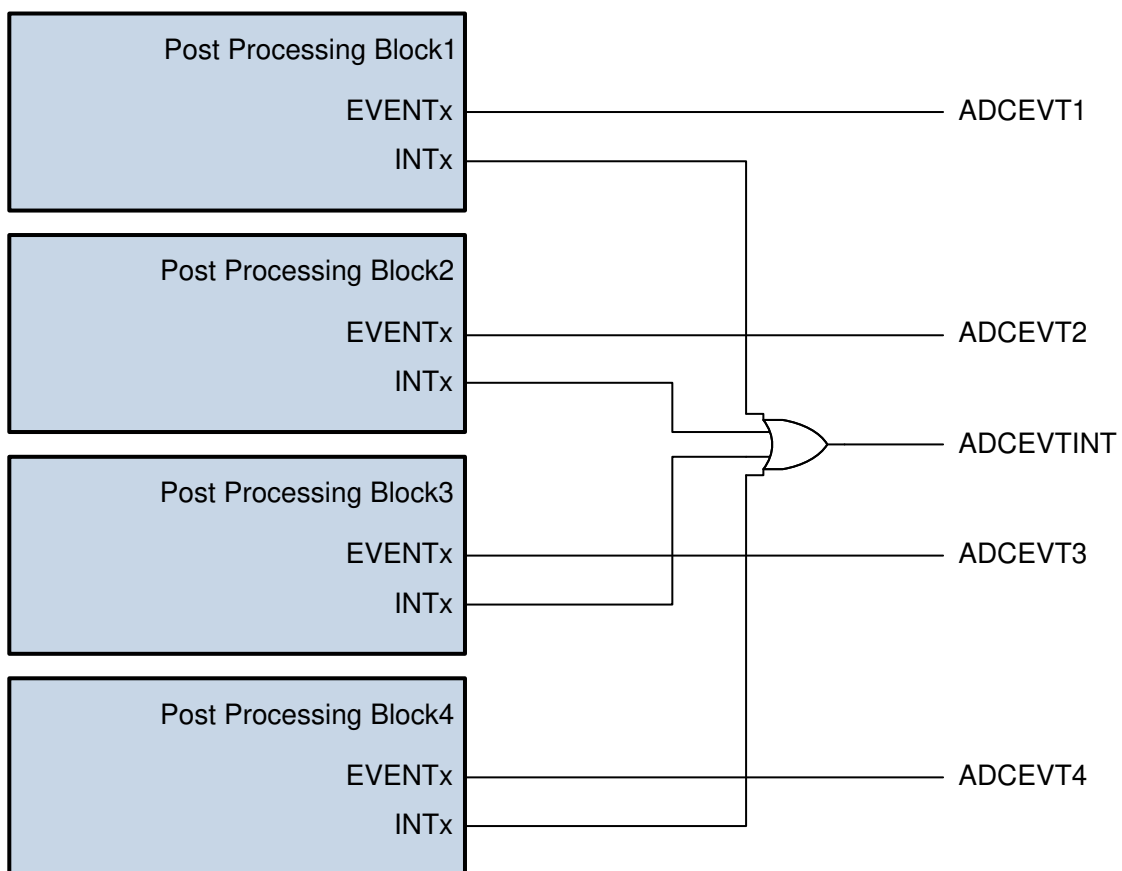 Post Processing Block1
EVENTx
ADCEVT1
INTx
Post Processing Block2
EVENTx
ADCEVT2
INTx
ADCEVTINT
Post Processing Block3
EVENTx
ADCEVT3
INTx
Post Processing Block4
EVENTx
ADCEVT4
INTx